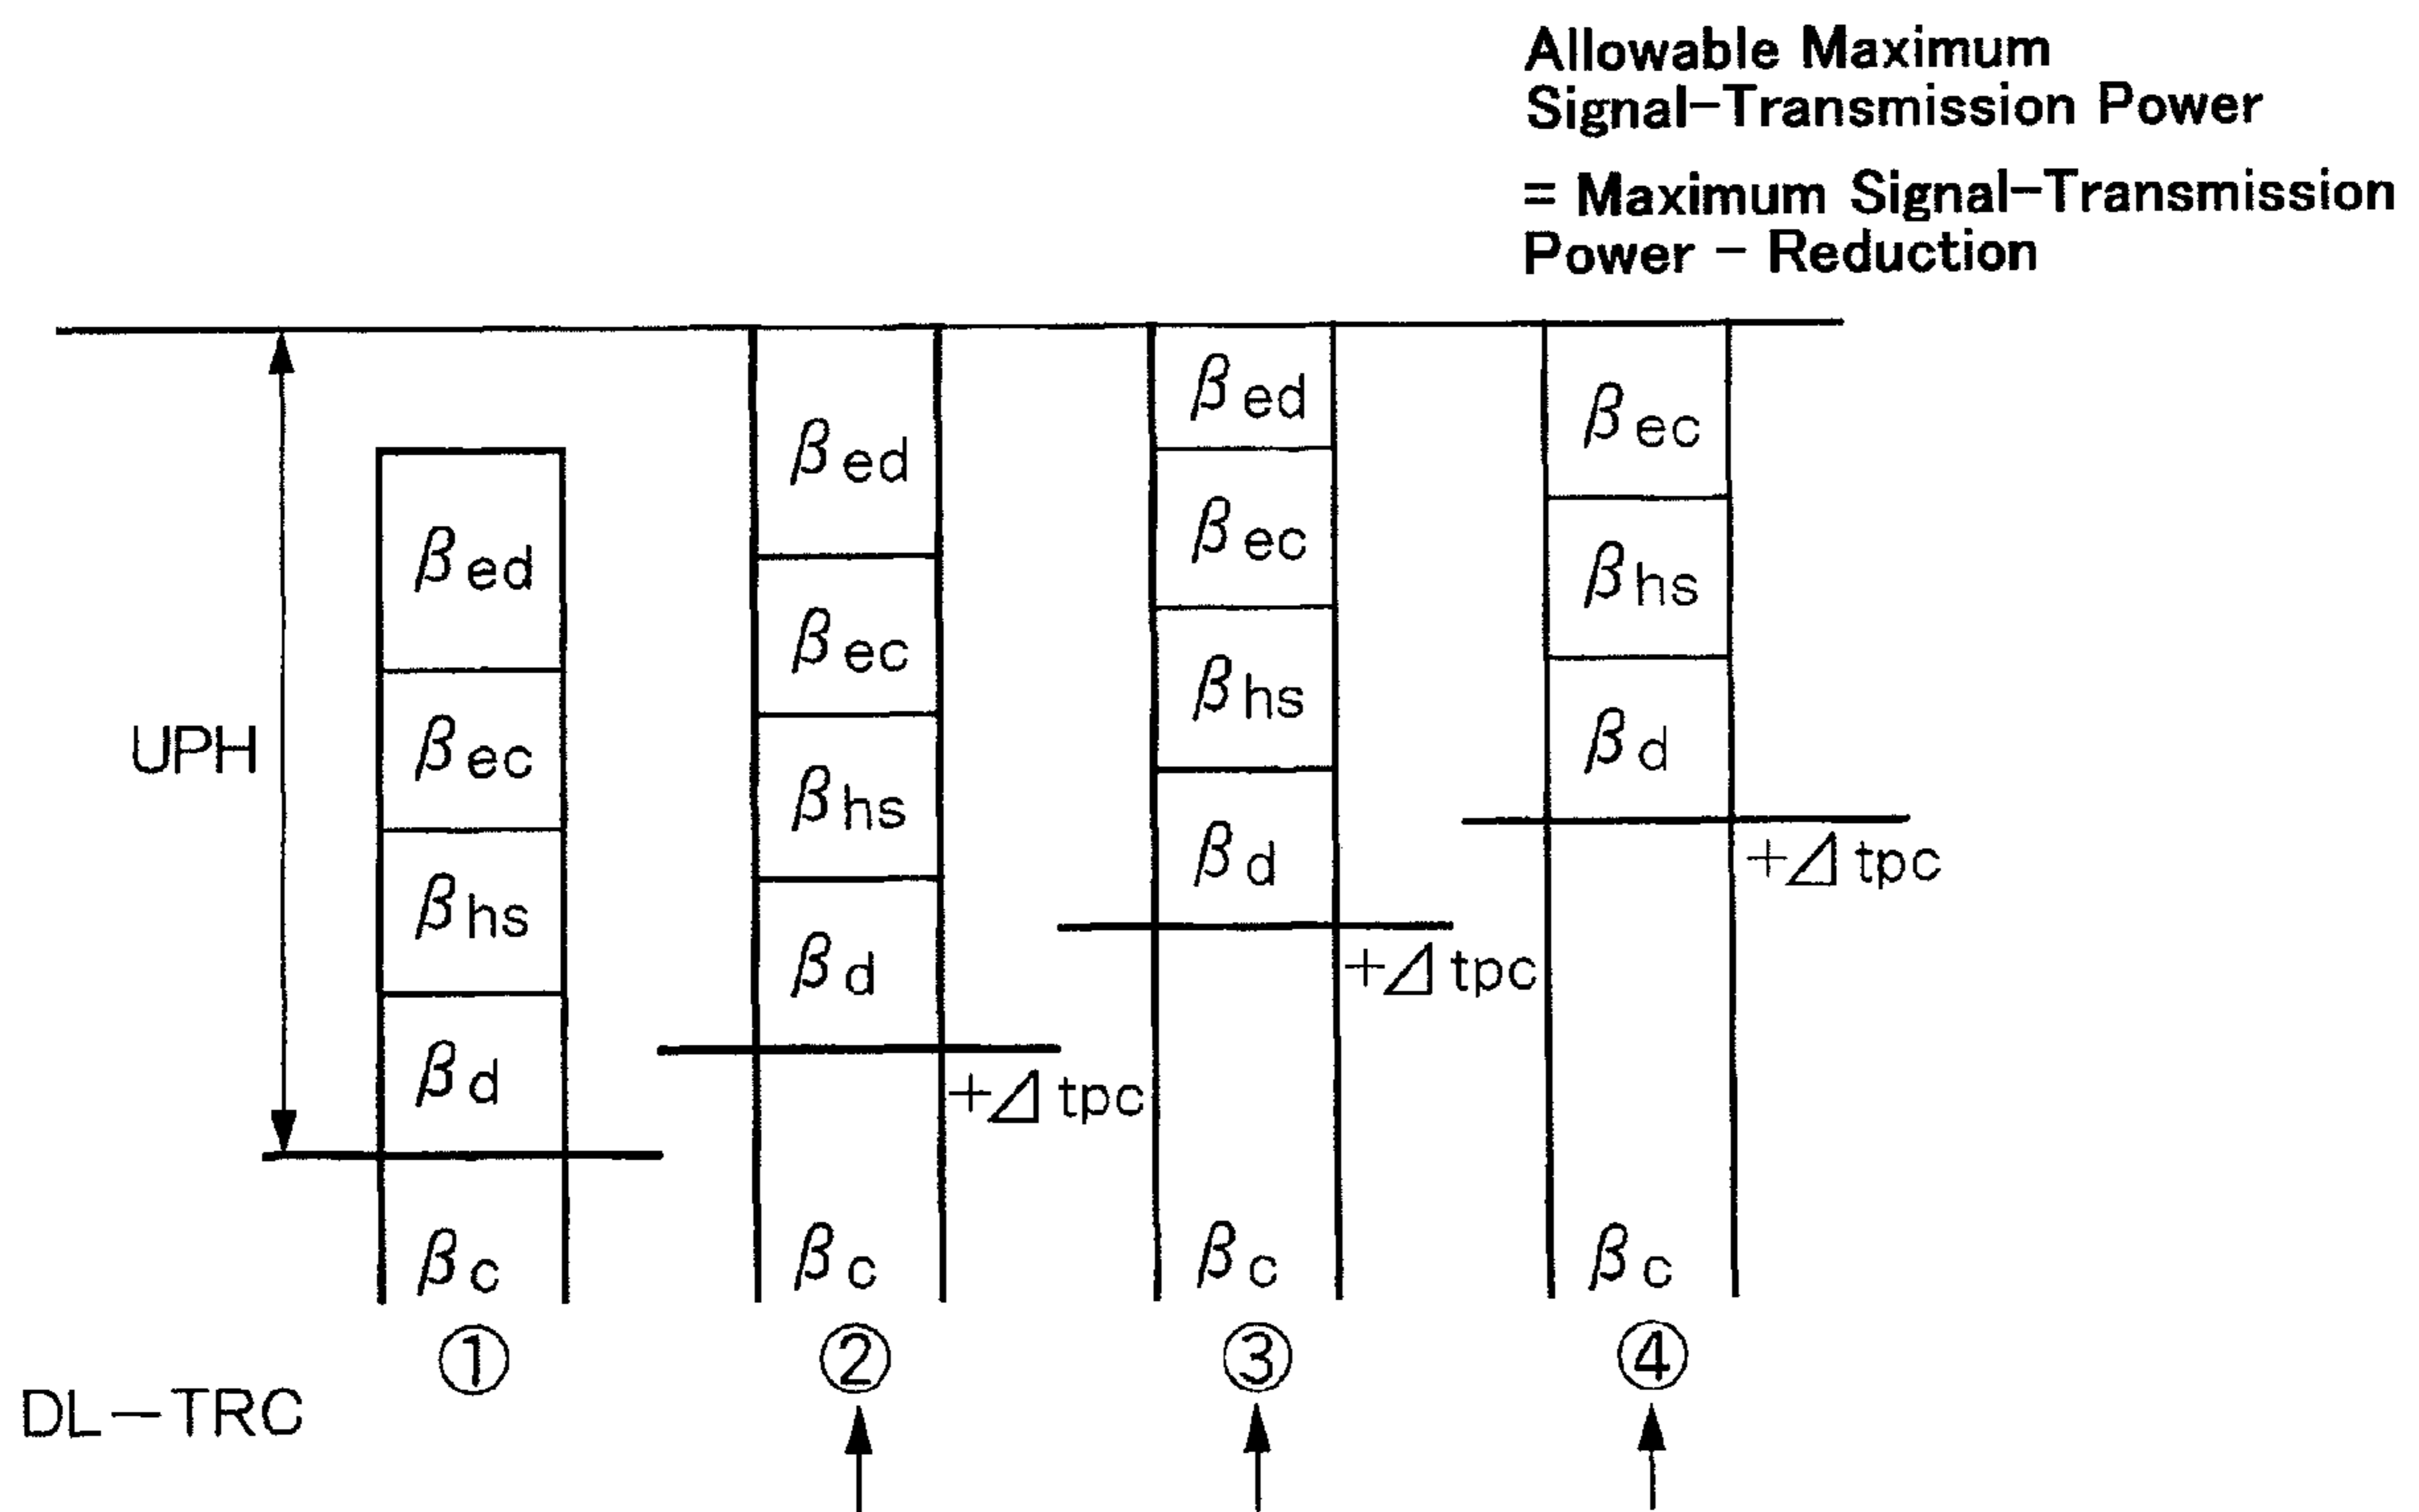 Allowable Maximum
Signal-Transmission Power
= Maximum Signal-Transmission
Power - Reduction
UPH
βed
βec
βhs
βd
βc
①
βed
βec
βhs
βd
+Δtpc
βc
②
βed
βec
βhs
βd
+Δtpc
βc
③
βec
βhs
βd
+Δtpc
βc
④
DL-TRC